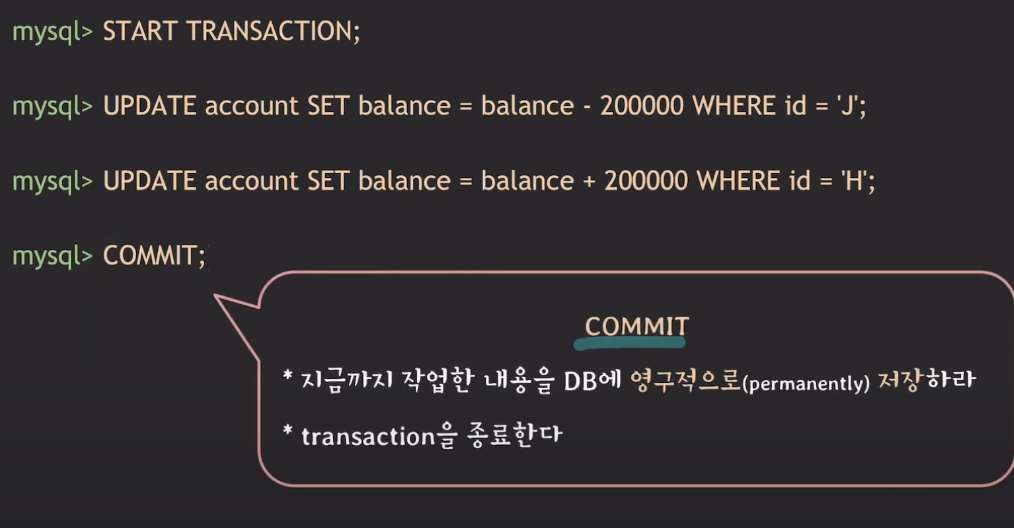 mysql> START TRANSACTION;
mysql> UPDATE account SET balance = balance - 200000 WHERE id = 'J';
mysql> UPDATE account SET balance = balance + 200000 WHERE id = 'H';
mysql> COMMIT;
COMMIT
* 지금까지 작업한 내용을 DB에 영구적으로(permanently) 저장하라
* transaction을 종료한다